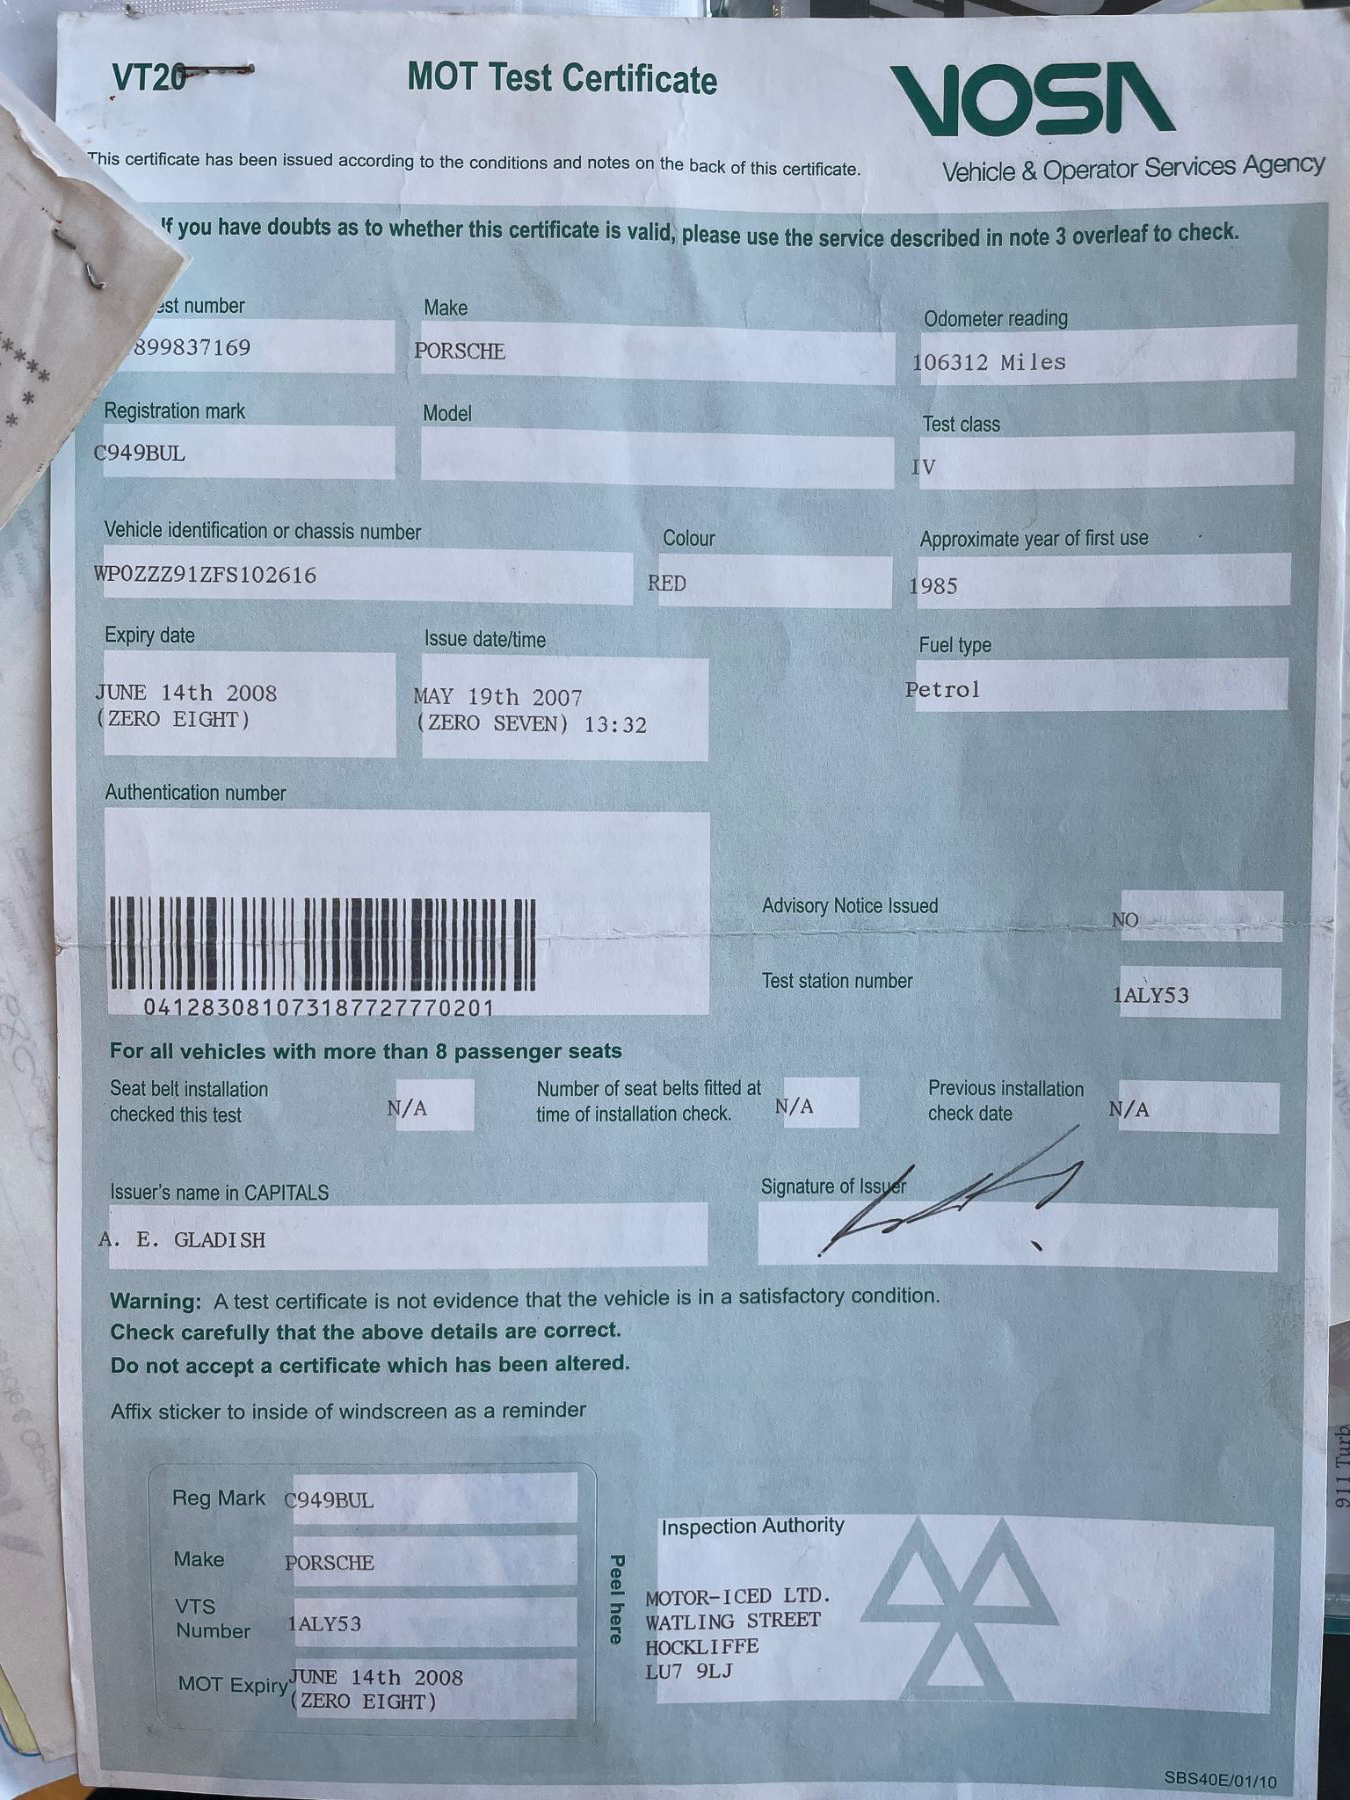 VT20
MOT Test Certificate
VOSA
This certificate has been issued according to the conditions and notes on the back of this certificate.
Vehicle & Operator Services Agency
If you have doubts as to whether this certificate is valid, please use the service described in note 3 overleaf to check.
est number
Make
Odometer reading
899837169
PORSCHE
106312 Miles
Registration mark
Model
Test class
C949BUL
IV
Vehicle identification or chassis number
Colour
Approximate year of first use
WP0ZZZ91ZFS102616
RED
1985
Expiry date
Issue date/time
Fuel type
JUNE 14th 2008
(ZERO EIGHT)
MAY 19th 2007
(ZERO SEVEN) 13:32
Petrol
Authentication number
041283081073187727770201
Advisory Notice Issued
NO
Test station number
1ALY53
For all vehicles with more than 8 passenger seats
Seat belt installation
checked this test
N/A
Number of seat belts fitted at
time of installation check.
N/A
Previous installation
check date
N/A
Issuer's name in CAPITALS
Signature of Issuer
A. E. GLADISH
Warning: A test certificate is not evidence that the vehicle is in a satisfactory condition.
Check carefully that the above details are correct.
Do not accept a certificate which has been altered.
Affix sticker to inside of windscreen as a reminder
Reg Mark C949BUL
Make PORSCHE
VTS
Number 1ALY53
MOT Expiry JUNE 14th 2008
(ZERO EIGHT)
Peel here
Inspection Authority
MOTOR-ICED LTD.
WATLING STREET
HOCKLIFFE
LU7 9LJ
SBS40E/01/10
911 Turb